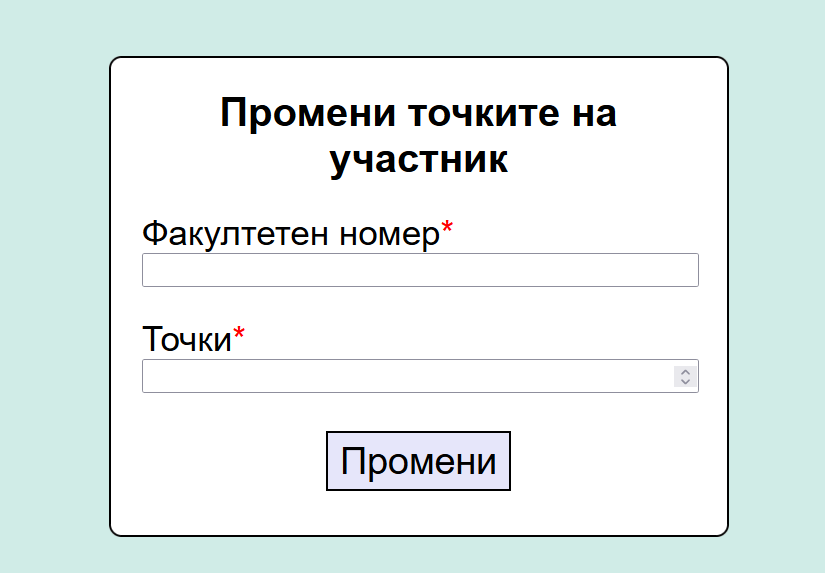 Промени точките на
участник
Факултетен номер*
Точки*
Промени